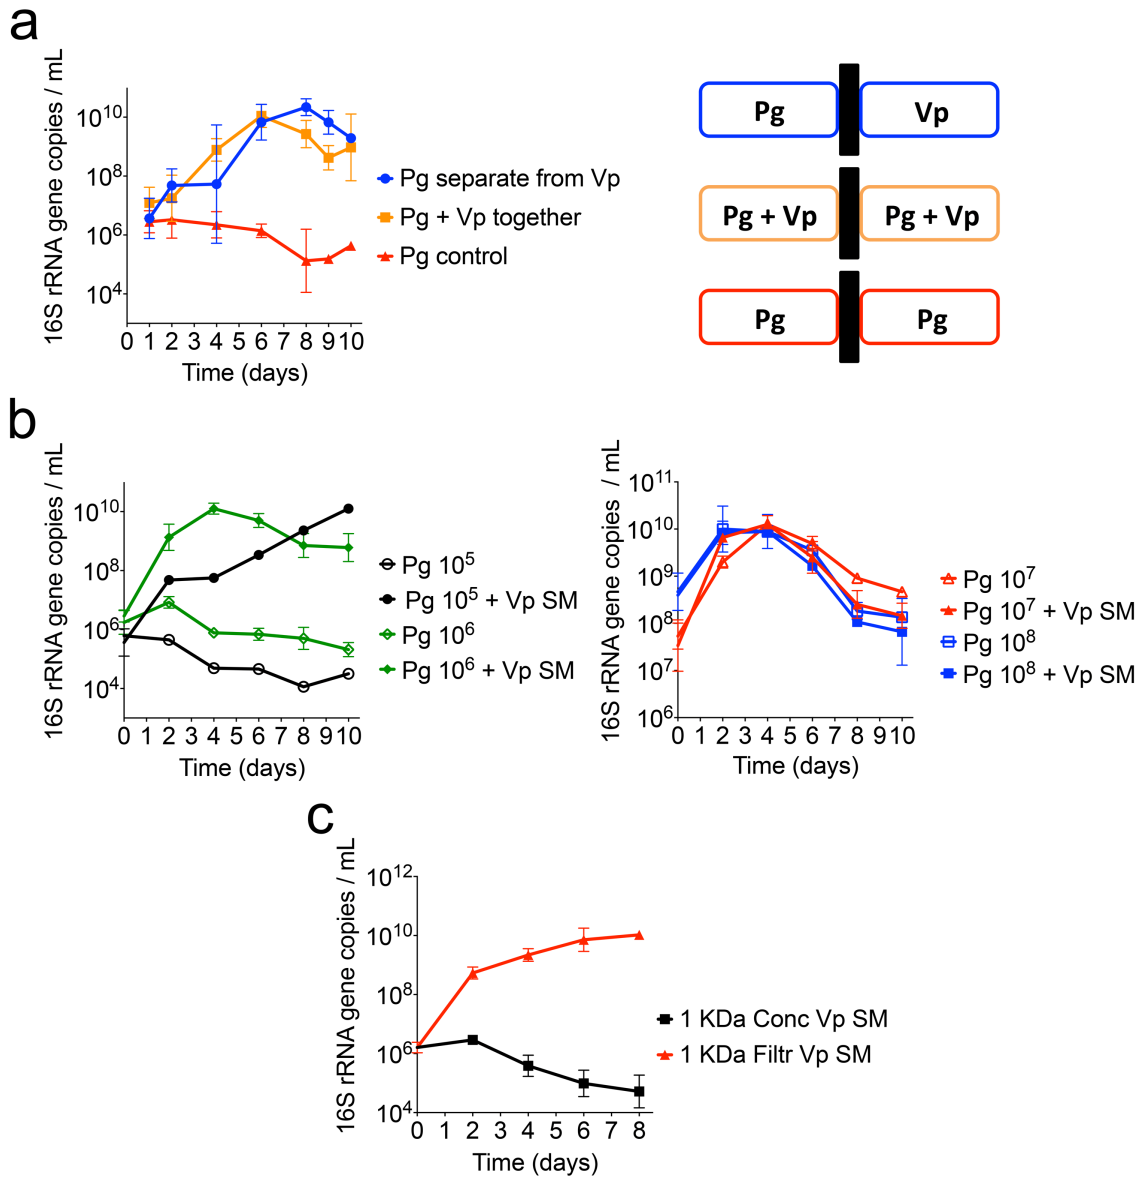 a
16S rRNA gene copies / mL
10^10
10^8
10^6
10^4
0 1 2 3 4 5 6 7 8 9 10
Time (days)
Pg separate from Vp
Pg + Vp together
Pg control
Pg Vp
Pg + Vp Pg + Vp
Pg Pg
b
16S rRNA gene copies / mL
10^10
10^8
10^6
10^4
0 1 2 3 4 5 6 7 8 9 10
Time (days)
Pg 10^5
Pg 10^5 + Vp SM
Pg 10^6
Pg 10^6 + Vp SM
16S rRNA gene copies / mL
10^11
10^10
10^9
10^8
10^7
10^6
0 1 2 3 4 5 6 7 8 9 10
Time (days)
Pg 10^7
Pg 10^7 + Vp SM
Pg 10^8
Pg 10^8 + Vp SM
c
16S rRNA gene copies / mL
10^12
10^10
10^8
10^6
10^4
0 1 2 3 4 5 6 7 8
Time (days)
1 KDa Conc Vp SM
1 KDa Filtr Vp SM